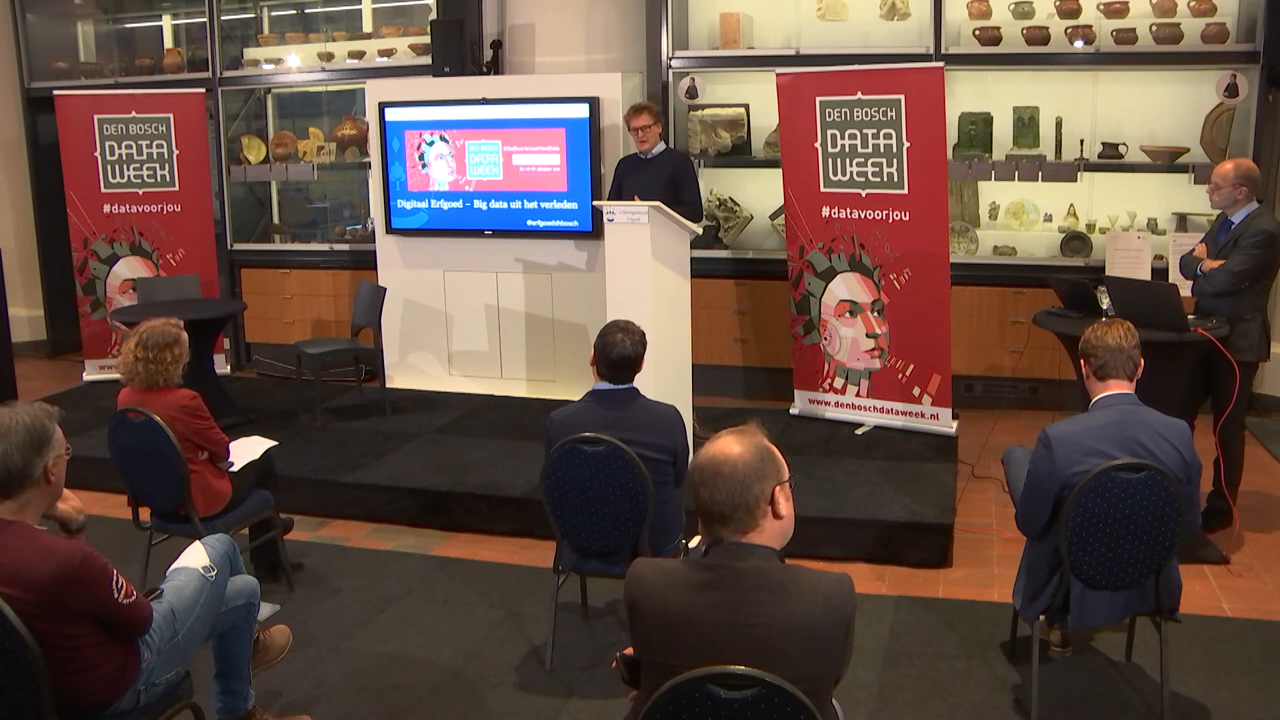 DEN BOSCH
DATA
WEEK
#datavoorjou
DEN BOSCH
DATA
WEEK
Digitaal Erfgoed – Big data uit het verleden
@erfgoedshbosch
Erfgoed
DEN BOSCH
DATA
WEEK
#datavoorjou
www.denboschdataweek.nl